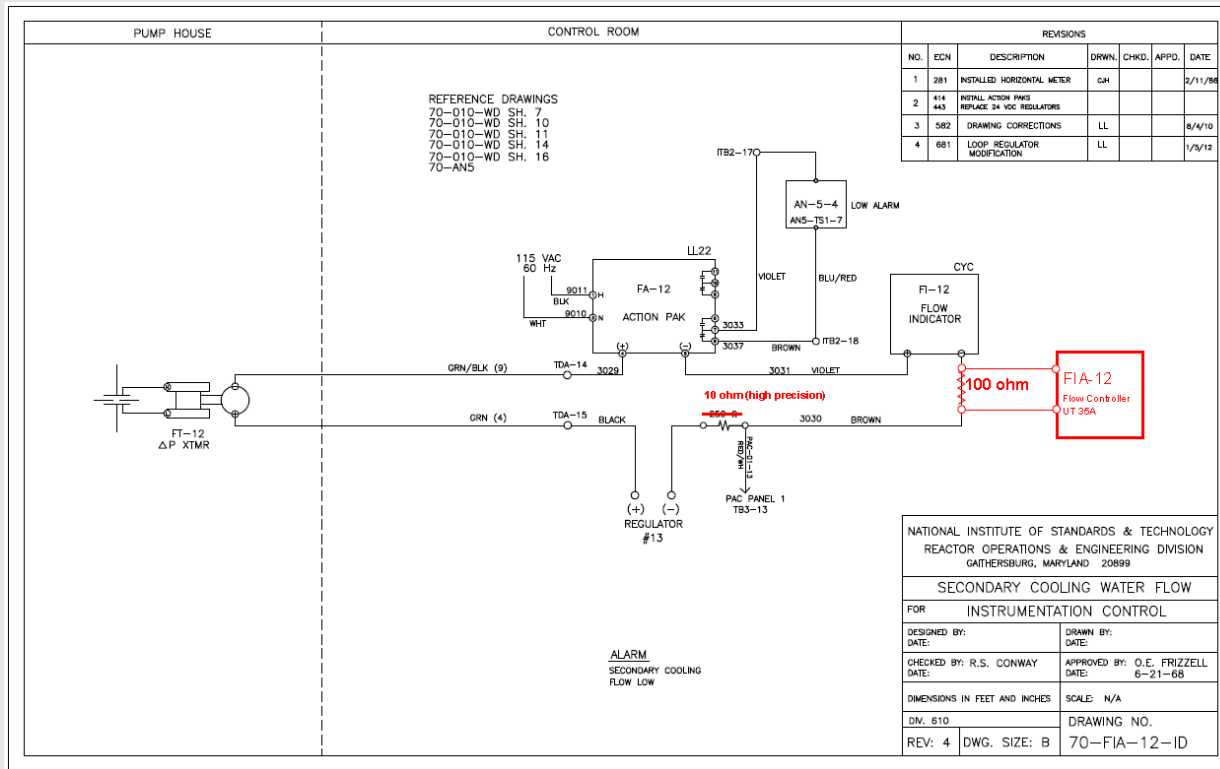 PUMP HOUSE
CONTROL ROOM
REVISIONS
NO. ECN DESCRIPTION DRWN. CHKD. APPD. DATE
1 281 INSTALLED HORIZONTAL METER CJH 2/11/86
2 414 443 INSTALL ACTION PAKS REPLACE 24 VDC REGULATORS
3 582 DRAWING CORRECTIONS LL 8/4/10
4 681 LOOP REGULATOR MODIFICATION LL 1/5/12
REFERENCE DRAWINGS
70-010-WD SH. 7
70-010-WD SH. 10
70-010-WD SH. 11
70-010-WD SH. 14
70-010-WD SH. 16
70-AN5
ITB2-17
AN-5-4
AN5-TS1-7
LOW ALARM
LL22
115 VAC
60 Hz
9011
H
BLK
9010
N
WHT
FA-12
ACTION PAK
(+)
(-)
3033
3037
VIOLET
BLU/RED
BROWN
ITB2-18
CYC
FI-12
FLOW
INDICATOR
GRN/BLK (9)
TDA-14
3029
3031
VIOLET
100 ohm
FIA-12
Flow Controller
UT 35A
10 ohm (high precision)
250 Ω
GRN (4)
TDA-15
BLACK
3030
BROWN
FT-12
△P XTMR
PAC-01-13
RED/WH
PAC PANEL 1
TB3-13
(+)
(-)
REGULATOR
#13
ALARM
SECONDARY COOLING
FLOW LOW
NATIONAL INSTITUTE OF STANDARDS & TECHNOLOGY
REACTOR OPERATIONS & ENGINEERING DIVISION
GAITHERSBURG, MARYLAND 20899
SECONDARY COOLING WATER FLOW
FOR INSTRUMENTATION CONTROL
DESIGNED BY:
DATE:
DRAWN BY:
DATE:
CHECKED BY: R.S. CONWAY
DATE:
APPROVED BY: O.E. FRIZZELL
DATE: 6-21-68
DIMENSIONS IN FEET AND INCHES
SCALE: N/A
DIV. 610
DRAWING NO.
REV: 4
DWG. SIZE: B
70-FIA-12-ID